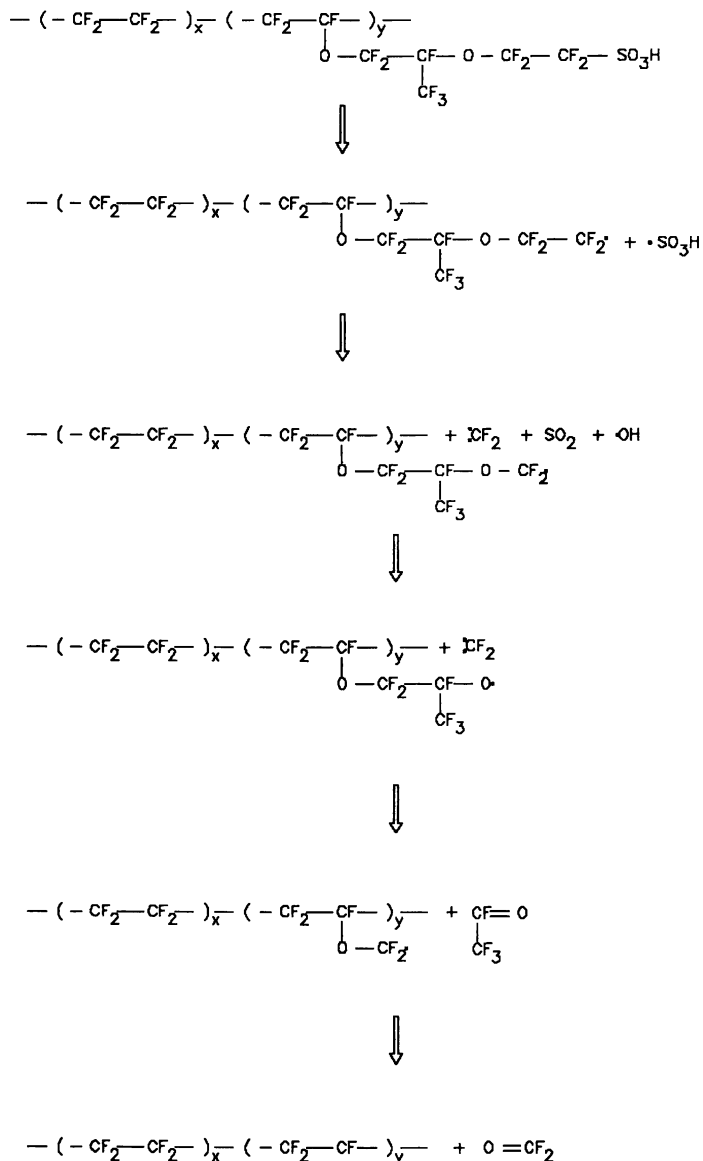 — ( — CF2—CF2— )x— ( — CF2—CF— )y—
O — CF2—CF— O — CF2— CF2— SO3H
CF3
— ( — CF2—CF2— )x— ( — CF2—CF— )y—
O — CF2—CF— O — CF2— CF2• + •SO3H
CF3
— ( — CF2—CF2— )x— ( — CF2—CF— )y— + :CF2 + SO2 + •OH
O — CF2—CF— O — CF2•
CF3
— ( — CF2—CF2— )x— ( — CF2—CF— )y— + :CF2
O — CF2—CF— O•
CF3
— ( — CF2—CF2— )x— ( — CF2—CF— )y— + CF=O
O — CF2• CF3
— ( — CF2—CF2— )x— ( — CF2—CF— )y— + O=CF2